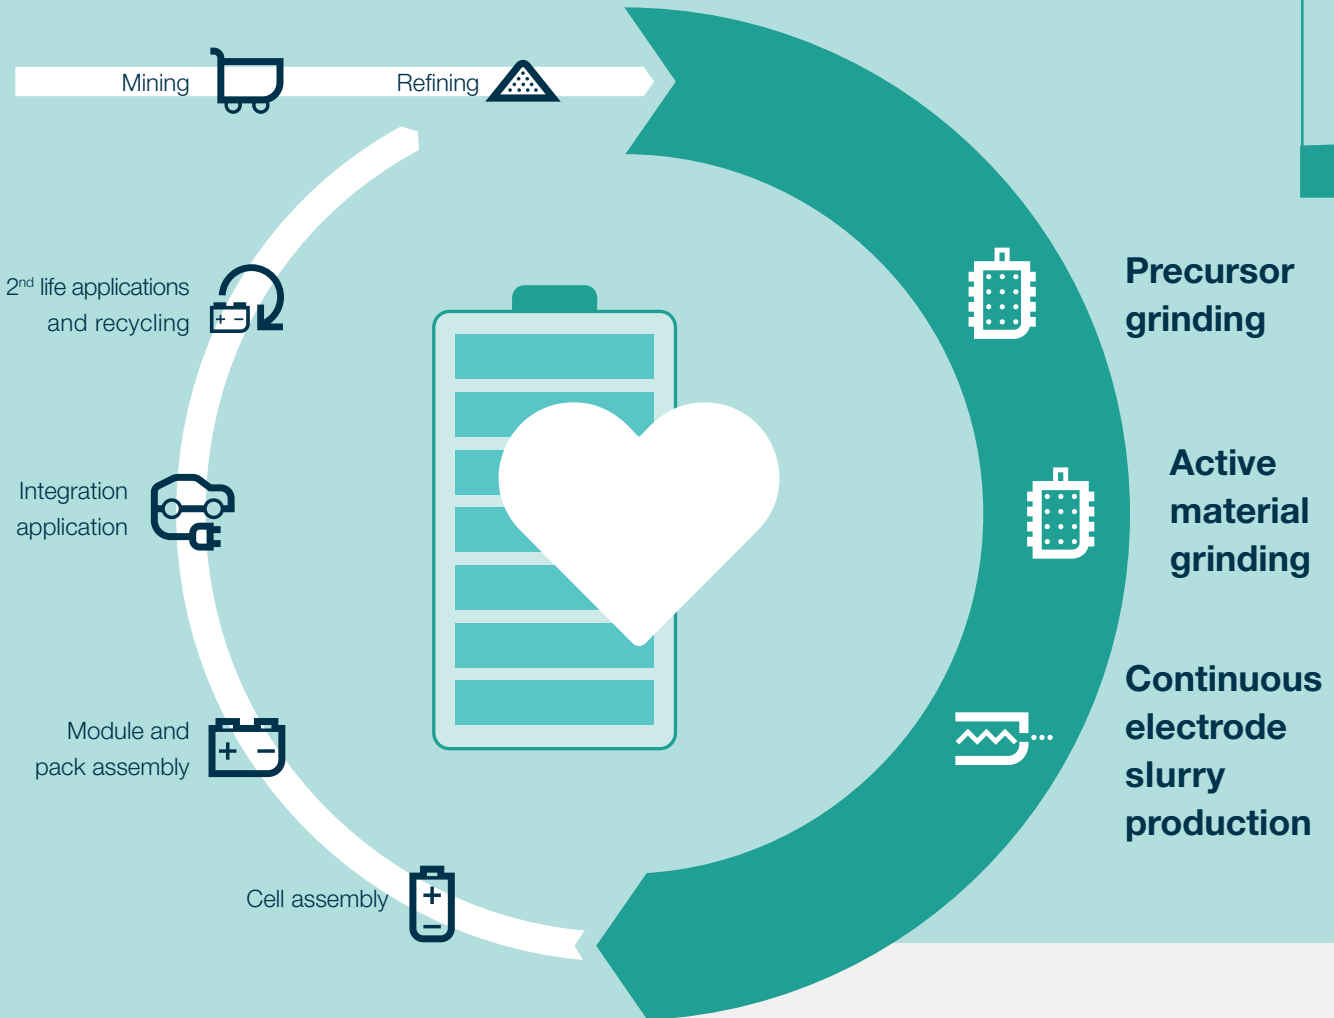 Mining
Refining
Precursor
grinding
Active
material
grinding
Continuous
electrode
slurry
production
Cell assembly
Module and
pack assembly
Integration
application
2nd life applications
and recycling